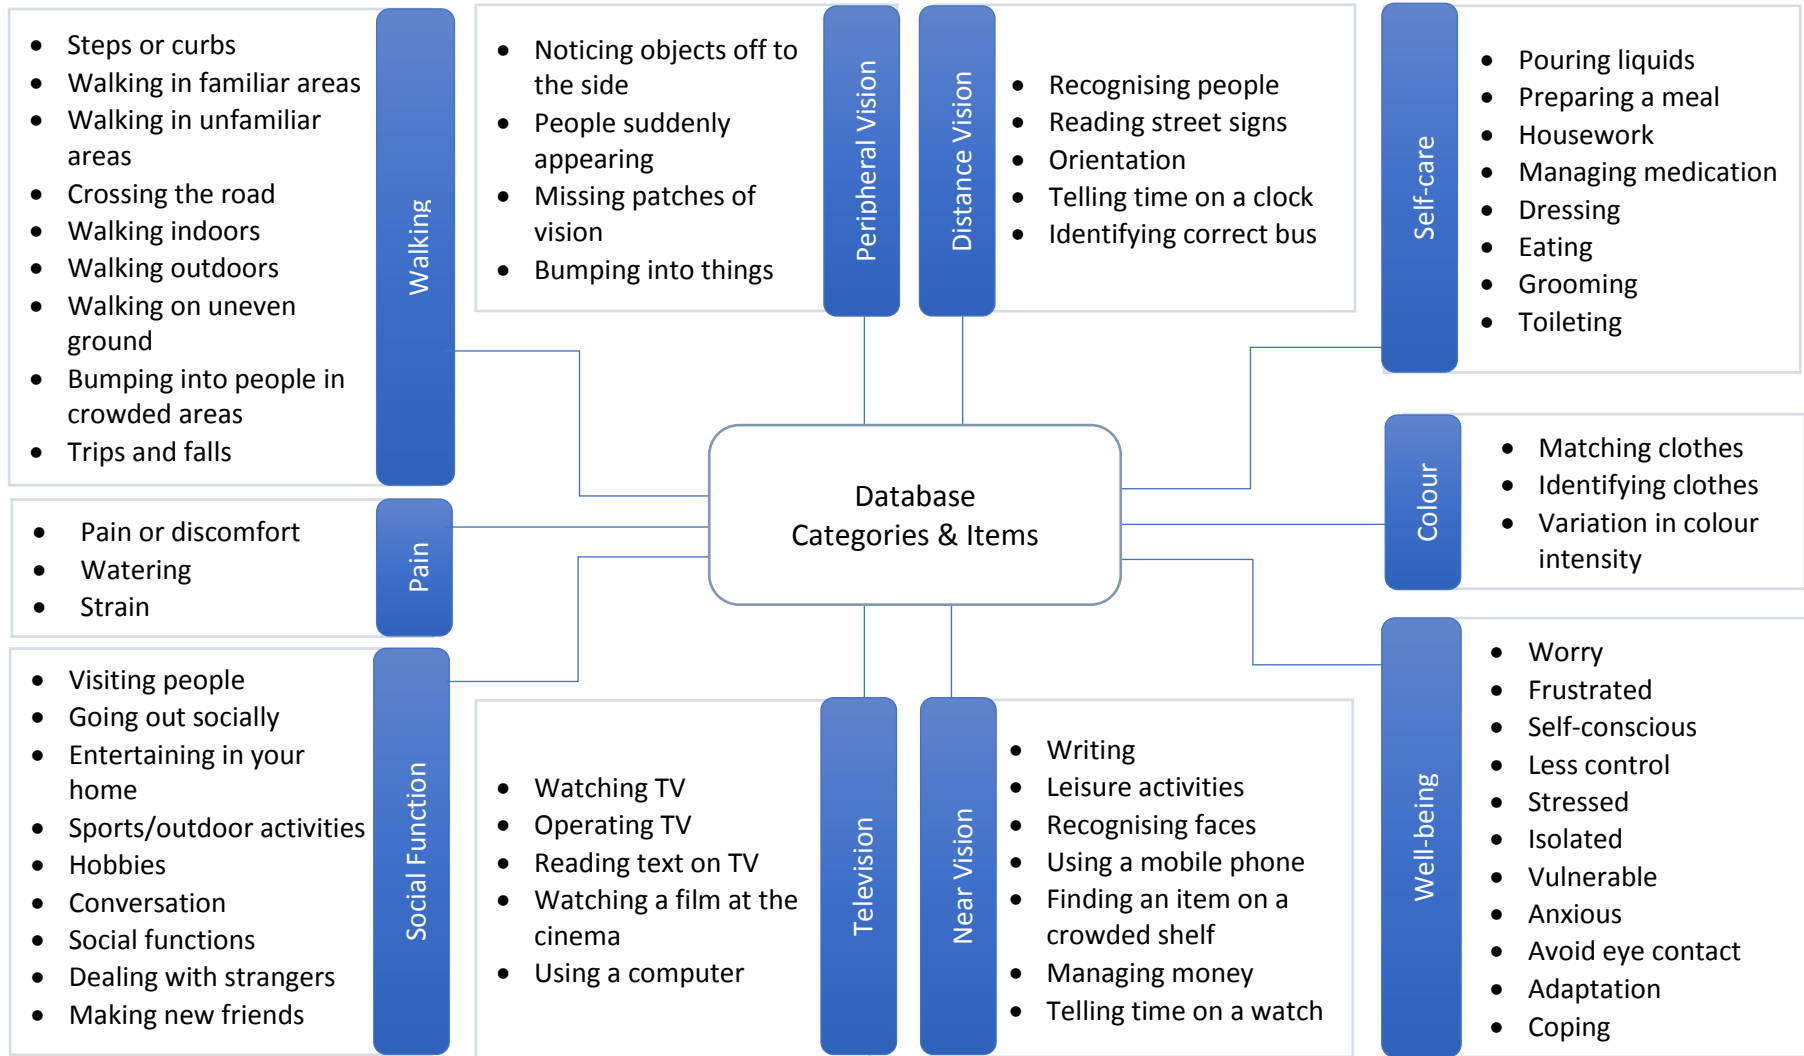 Steps or curbs
Walking in familiar areas
Walking in unfamiliar
areas
Crossing the road
Walking indoors
Walking outdoors
Walking on uneven
ground
Bumping into people in
crowded areas
Trips and falls
Walking
Noticing objects off to
the side
People suddenly
appearing
Missing patches of
vision
Bumping into things
Peripheral Vision
Distance Vision
Recognising people
Reading street signs
Orientation
Telling time on a clock
Identifying correct bus
Self-care
Pouring liquids
Preparing a meal
Housework
Managing medication
Dressing
Eating
Grooming
Toileting
Database
Categories & Items
Pain or discomfort
Watering
Strain
Pain
Colour
Matching clothes
Identifying clothes
Variation in colour
intensity
Visiting people
Going out socially
Entertaining in your
home
Sports/outdoor activities
Hobbies
Conversation
Social functions
Dealing with strangers
Making new friends
Social Function
Watching TV
Operating TV
Reading text on TV
Watching a film at the
cinema
Using a computer
Television
Near Vision
Writing
Leisure activities
Recognising faces
Using a mobile phone
Finding an item on a
crowded shelf
Managing money
Telling time on a watch
Well-being
Worry
Frustrated
Self-conscious
Less control
Stressed
Isolated
Vulnerable
Anxious
Avoid eye contact
Adaptation
Coping